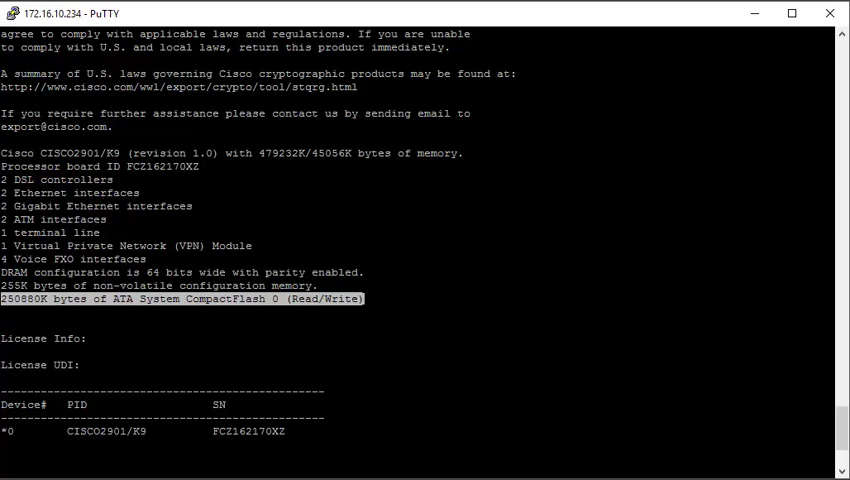 172.16.10.234 - PuTTY
agree to comply with applicable laws and regulations. If you are unable
to comply with U.S. and local laws, return this product immediately.
A summary of U.S. laws governing Cisco cryptographic products may be found at:
http://www.cisco.com/wwl/export/crypto/tool/stqrg.html
If you require further assistance please contact us by sending email to
export@cisco.com.
Cisco CISCO2901/K9 (revision 1.0) with 479232K/45056K bytes of memory.
Processor board ID FCZ162170XZ
2 DSL controllers
2 Ethernet interfaces
2 Gigabit Ethernet interfaces
2 ATM interfaces
1 terminal line
1 Virtual Private Network (VPN) Module
4 Voice FXO interfaces
DRAM configuration is 64 bits wide with parity enabled.
255K bytes of non-volatile configuration memory.
250880K bytes of ATA System CompactFlash 0 (Read/Write)
License Info:
License UDI:
-------------------------------------------------
Device# PID SN
-------------------------------------------------
*0 CISCO2901/K9 FCZ162170XZ